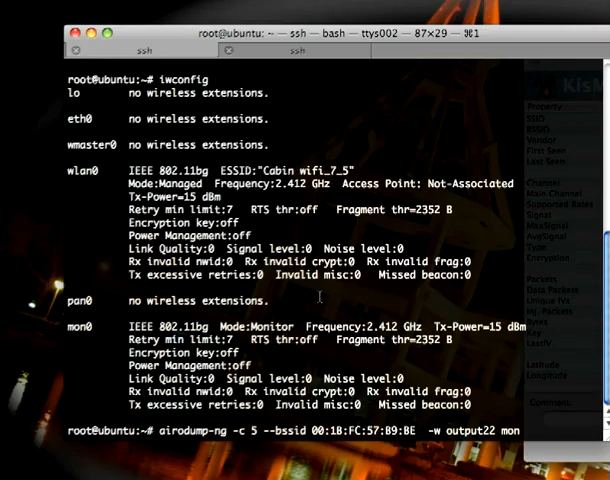 root@ubuntu: ~ — ssh — bash — ttys002 — 87×29 — ⌘1
ssh
ssh
root@ubuntu:~# iwconfig
lo no wireless extensions.
eth0 no wireless extensions.
wmaster0 no wireless extensions.
wlan0 IEEE 802.11bg ESSID:"Cabin wifi_7_5"
Mode:Managed Frequency:2.412 GHz Access Point: Not-Associated
Tx-Power=15 dBm
Retry min limit:7 RTS thr:off Fragment thr=2352 B
Encryption key:off
Power Management:off
Link Quality:0 Signal level:0 Noise level:0
Rx invalid nwid:0 Rx invalid crypt:0 Rx invalid frag:0
Tx excessive retries:0 Invalid misc:0 Missed beacon:0
pan0 no wireless extensions.
mon0 IEEE 802.11bg Mode:Monitor Frequency:2.412 GHz Tx-Power=15 dBm
Retry min limit:7 RTS thr:off Fragment thr=2352 B
Encryption key:off
Power Management:off
Link Quality:0 Signal level:0 Noise level:0
Rx invalid nwid:0 Rx invalid crypt:0 Rx invalid frag:0
Tx excessive retries:0 Invalid misc:0 Missed beacon:0
root@ubuntu:~# airodump-ng -c 5 --bssid 00:1B:FC:57:B9:BE -w output22 mon
KisM
Property
SSID
BSSID
Vendor
First Seen
Last Seen
Channel
Main Channel
Supported Rates
Signal
MaxSignal
AvgSignal
Type
Encryption
Packets
Data Packets
Unique IVs
Inj. Packets
Bytes
Key
LastIV
Latitude
Longitude
Comment: